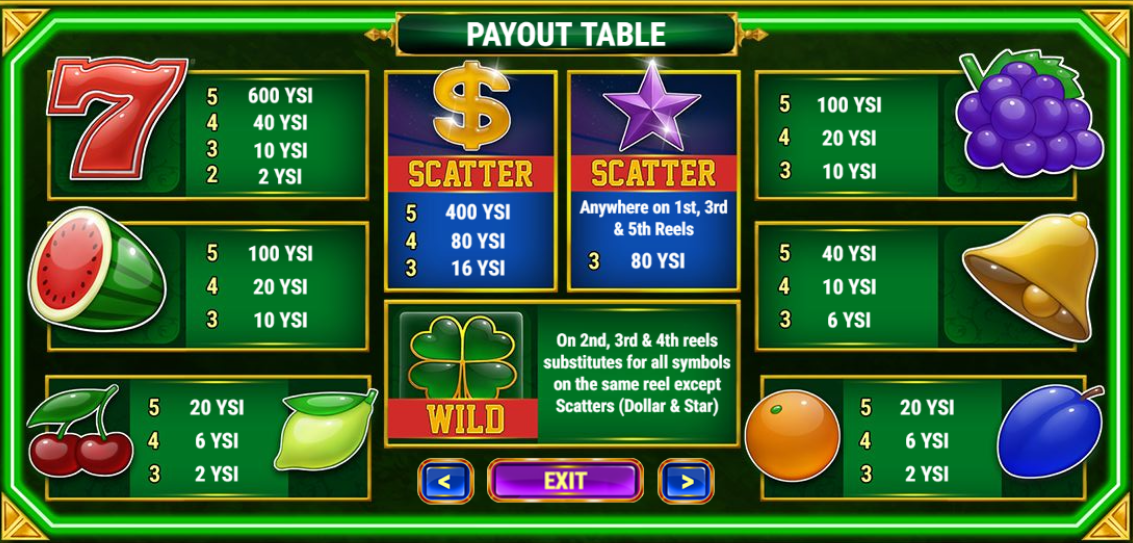 PAYOUT TABLE
5 600 YSI
4 40 YSI
3 10 YSI
2 2 YSI
SCATTER
5 400 YSI
4 80 YSI
3 16 YSI
SCATTER
Anywhere on 1st, 3rd
& 5th Reels
3 80 YSI
5 100 YSI
4 20 YSI
3 10 YSI
5 100 YSI
4 20 YSI
3 10 YSI
WILD
On 2nd, 3rd & 4th reels
substitutes for all symbols
on the same reel except
Scatters (Dollar & Star)
5 40 YSI
4 10 YSI
3 6 YSI
5 20 YSI
4 6 YSI
3 2 YSI
5 20 YSI
4 6 YSI
3 2 YSI
<
EXIT
>